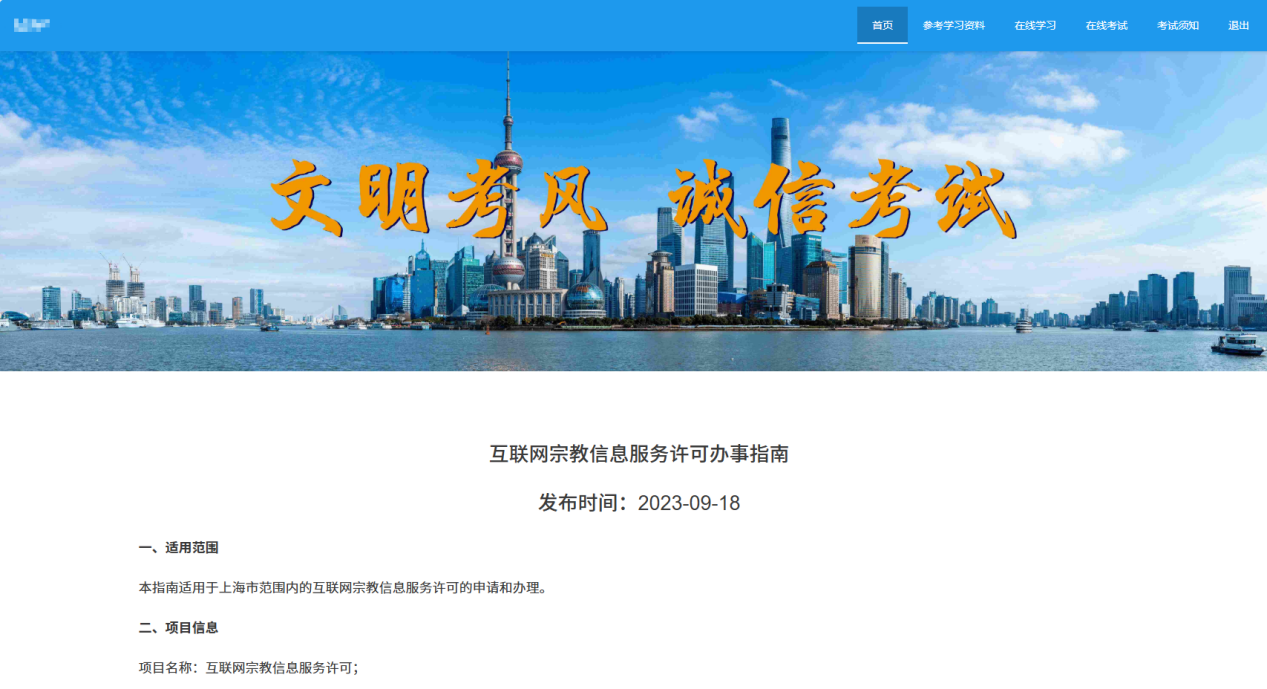 首页 参考学习资料 在线学习 在线考试 考试须知 退出
文明考风 诚信考试
互联网宗教信息服务许可办事指南
发布时间：2023-09-18
一、适用范围
本指南适用于上海市范围内的互联网宗教信息服务许可的申请和办理。
二、项目信息
项目名称：互联网宗教信息服务许可；